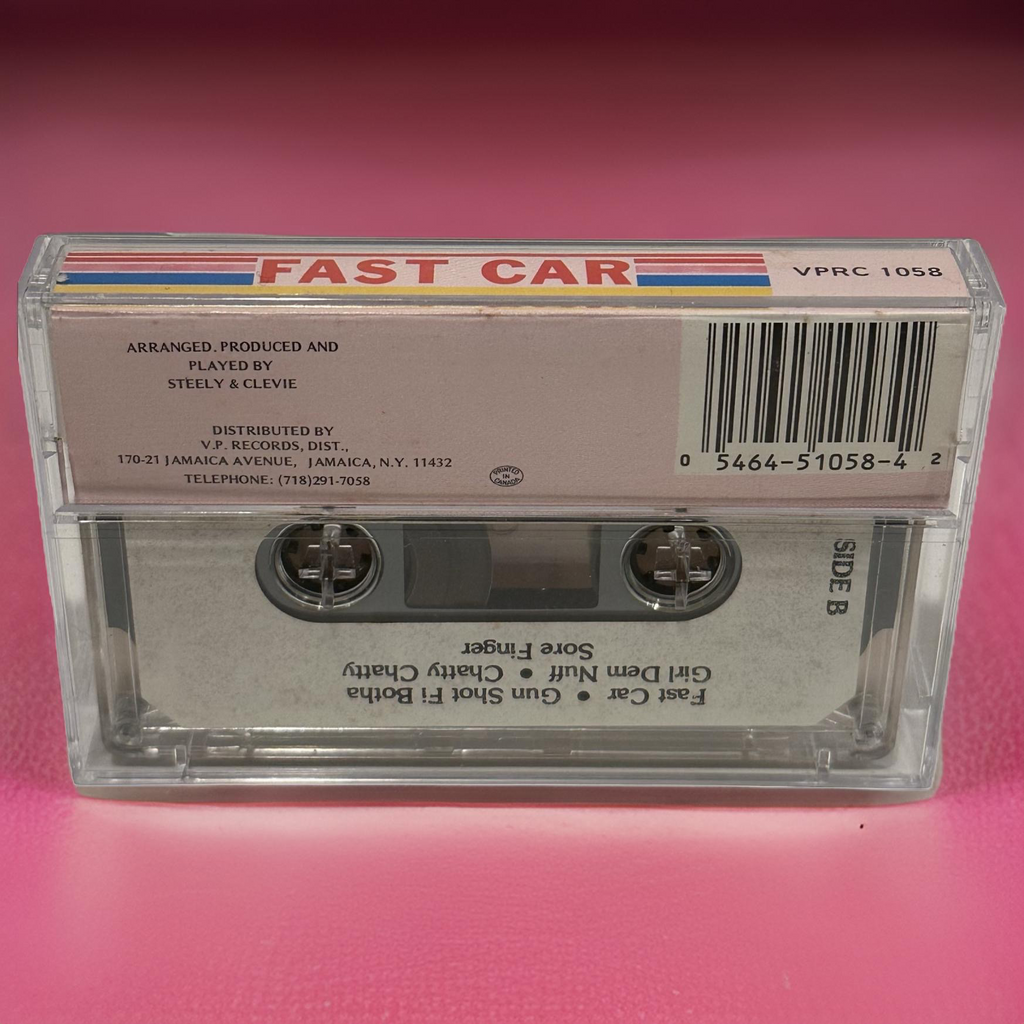 FAST CAR
VPRC 1058
ARRANGED, PRODUCED AND
PLAYED BY
STEELY & CLEVIE
DISTRIBUTED BY
V.P. RECORDS, DIST.,
170-21 JAMAICA AVENUE, JAMAICA, N.Y. 11432
TELEPHONE: (718)291-7058
PRINTED
IN
CANADA
0 5464-51058-4 2
SIDE B
Fast Car • Gun Shot Fi Botha
Girl Dem Nuff • Chatty Chatty
Sore Finger